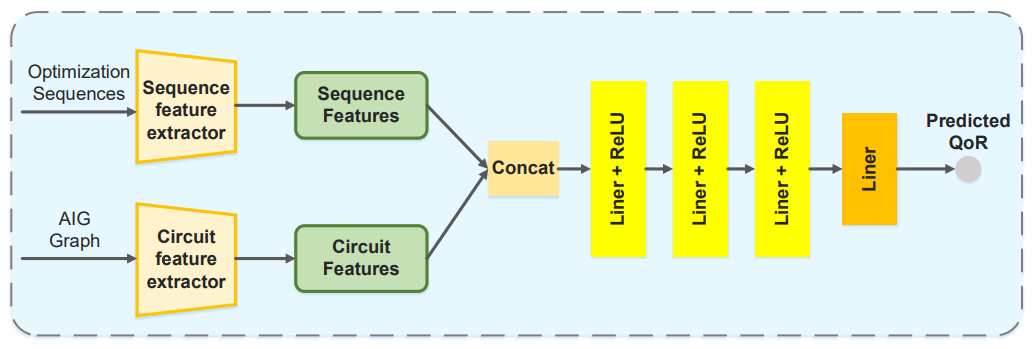 Optimization
Sequences
Sequence
feature
extractor
Sequence
Features
AIG
Graph
Circuit
feature
extractor
Circuit
Features
Concat
Liner + ReLU
Liner + ReLU
Liner + ReLU
Liner
Predicted
QoR